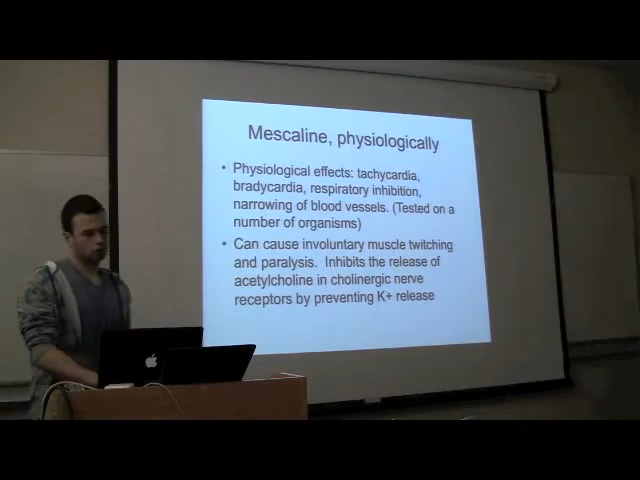 Mescaline, physiologically
• Physiological effects: tachycardia,
bradycardia, respiratory inhibition,
narrowing of blood vessels. (Tested on a
number of organisms)
• Can cause involuntary muscle twitching
and paralysis. Inhibits the release of
acetylcholine in cholinergic nerve
receptors by preventing K+ release